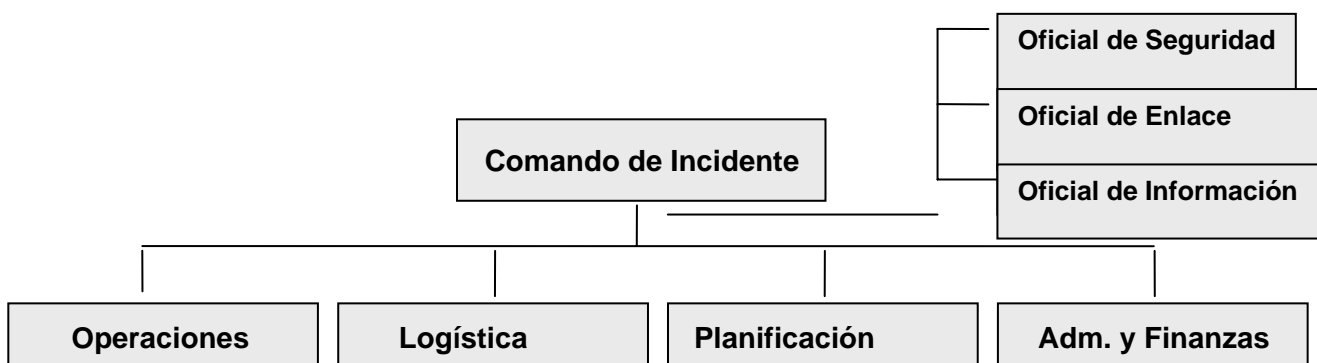 Oficial de Seguridad
Oficial de Enlace
Comando de Incidente
Oficial de Información
Operaciones
Logística
Planificación
Adm. y Finanzas